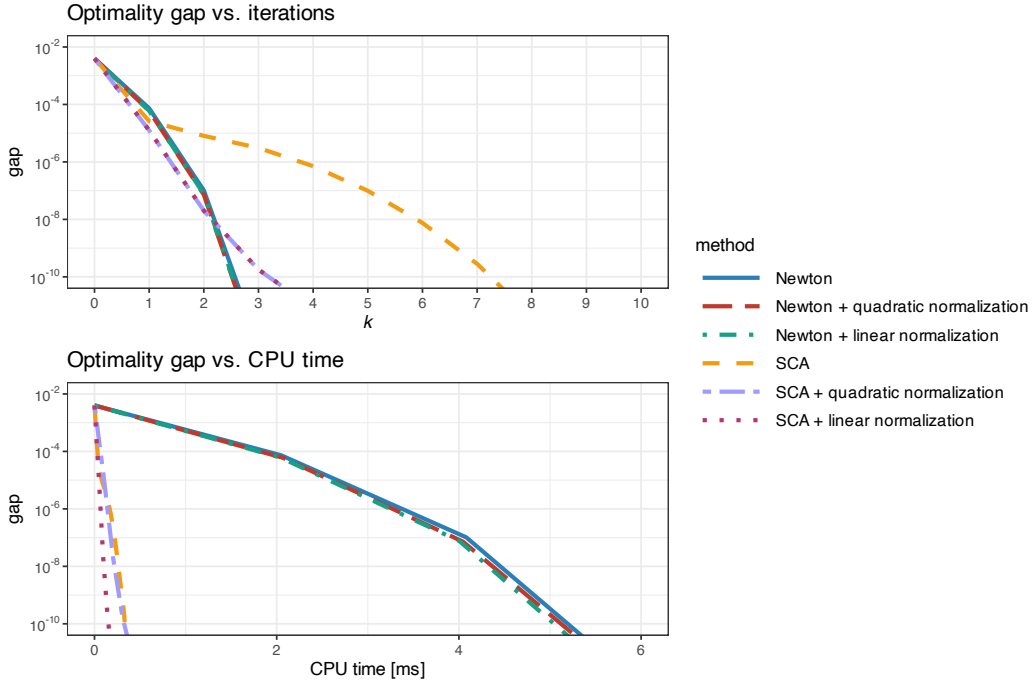 Optimality gap vs. iterations
gap
10^-2
10^-4
10^-6
10^-8
10^-10
0 1 2 3 4 5 6 7 8 9 10
k
Optimality gap vs. CPU time
gap
10^-2
10^-4
10^-6
10^-8
10^-10
0 2 4 6
CPU time [ms]
method
Newton
Newton + quadratic normalization
Newton + linear normalization
SCA
SCA + quadratic normalization
SCA + linear normalization